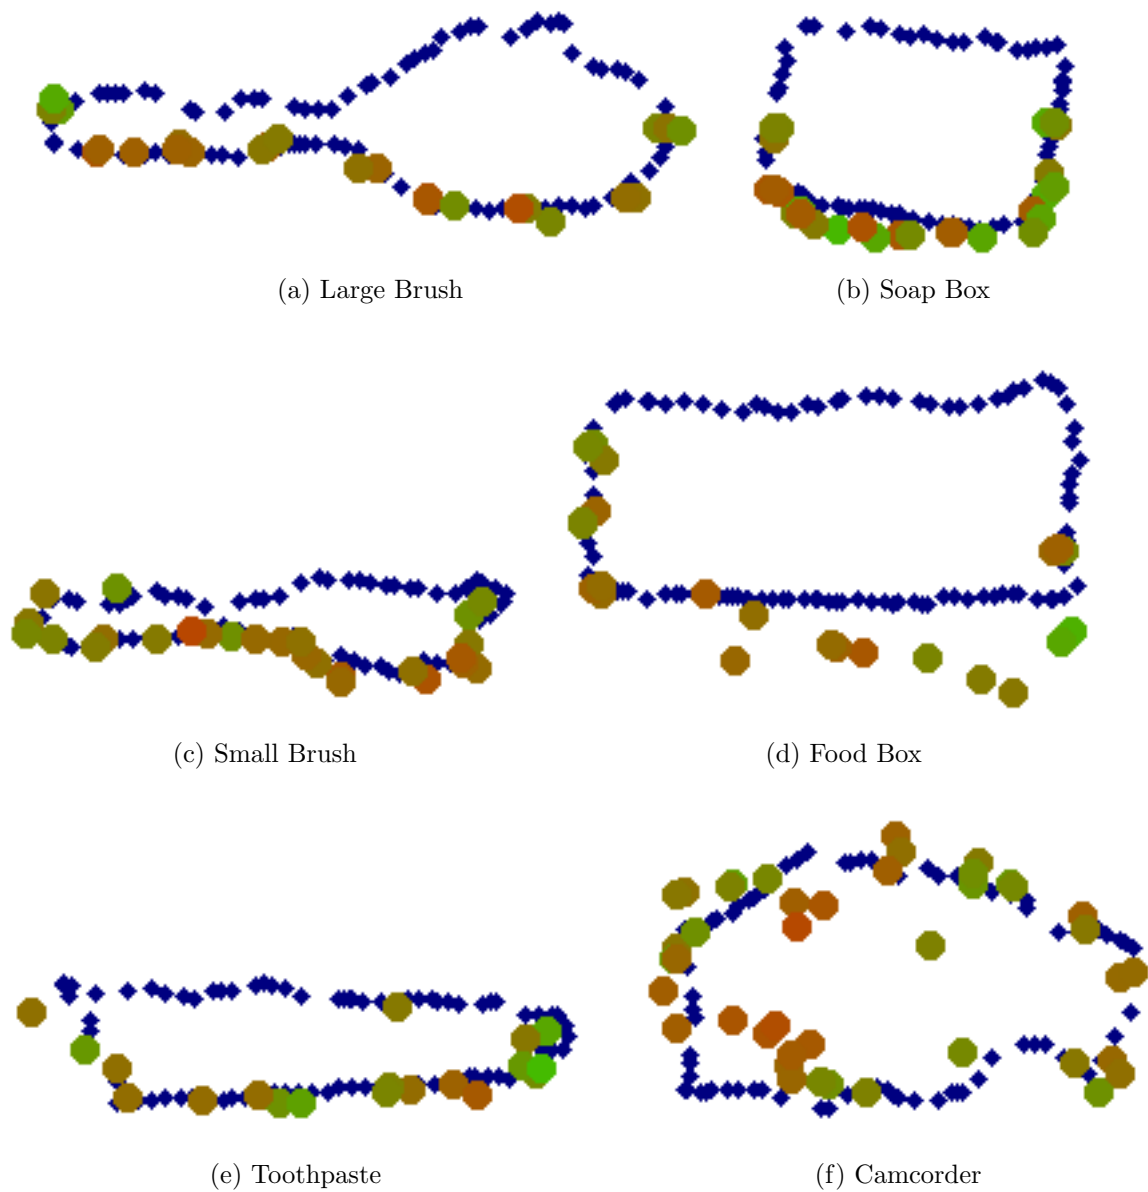 (a) Large Brush
(b) Soap Box
(c) Small Brush
(d) Food Box
(e) Toothpaste
(f) Camcorder